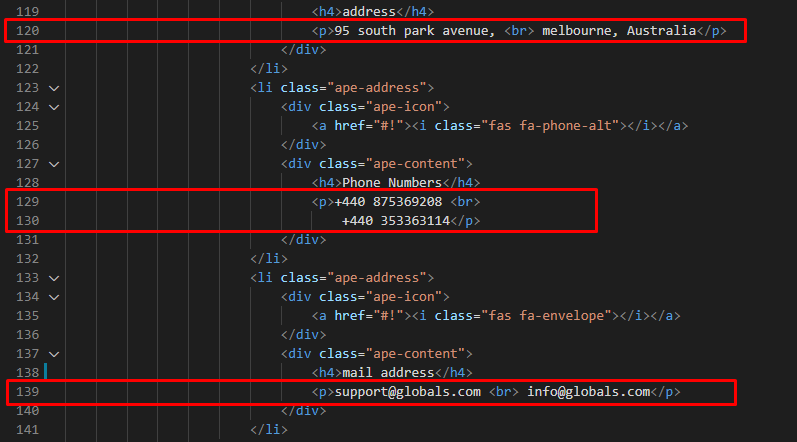 119 <h4>address</h4>
120 <p>95 south park avenue, <br> melbourne, Australia</p>
121 </div>
122 </li>
123 <li class="ape-address">
124 <div class="ape-icon">
125 <a href="#!"><i class="fas fa-phone-alt"></i></a>
126 </div>
127 <div class="ape-content">
128 <h4>Phone Numbers</h4>
129 <p>+440 875369208 <br>
130 +440 353363114</p>
131 </div>
132 </li>
133 <li class="ape-address">
134 <div class="ape-icon">
135 <a href="#!"><i class="fas fa-envelope"></i></a>
136 </div>
137 <div class="ape-content">
138 <h4>mail address</h4>
139 <p>support@globals.com <br> info@globals.com</p>
140 </div>
141 </li>